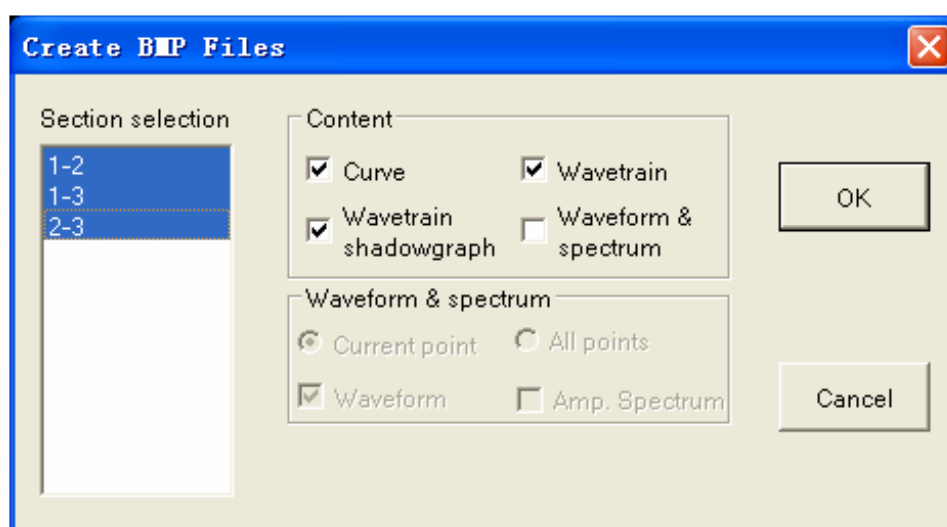 Create BMP Files
Section selection
1-2
1-3
2-3
Content
Curve
Wavetrain
Wavetrain
shadowgraph
Waveform &
spectrum
Waveform & spectrum
Current point
All points
Waveform
Amp. Spectrum
OK
Cancel